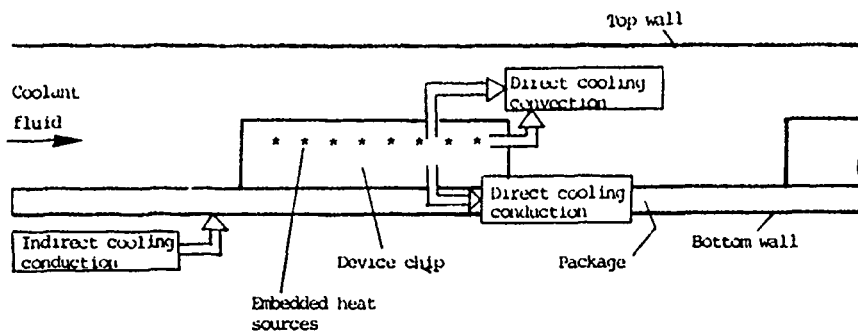 Top wall
Coolant
fluid
Direct cooling
convection
* * * * * * * *
Direct cooling
conduction
Indirect cooling
conduction
Device chip
Package
Bottom wall
Embedded heat
sources